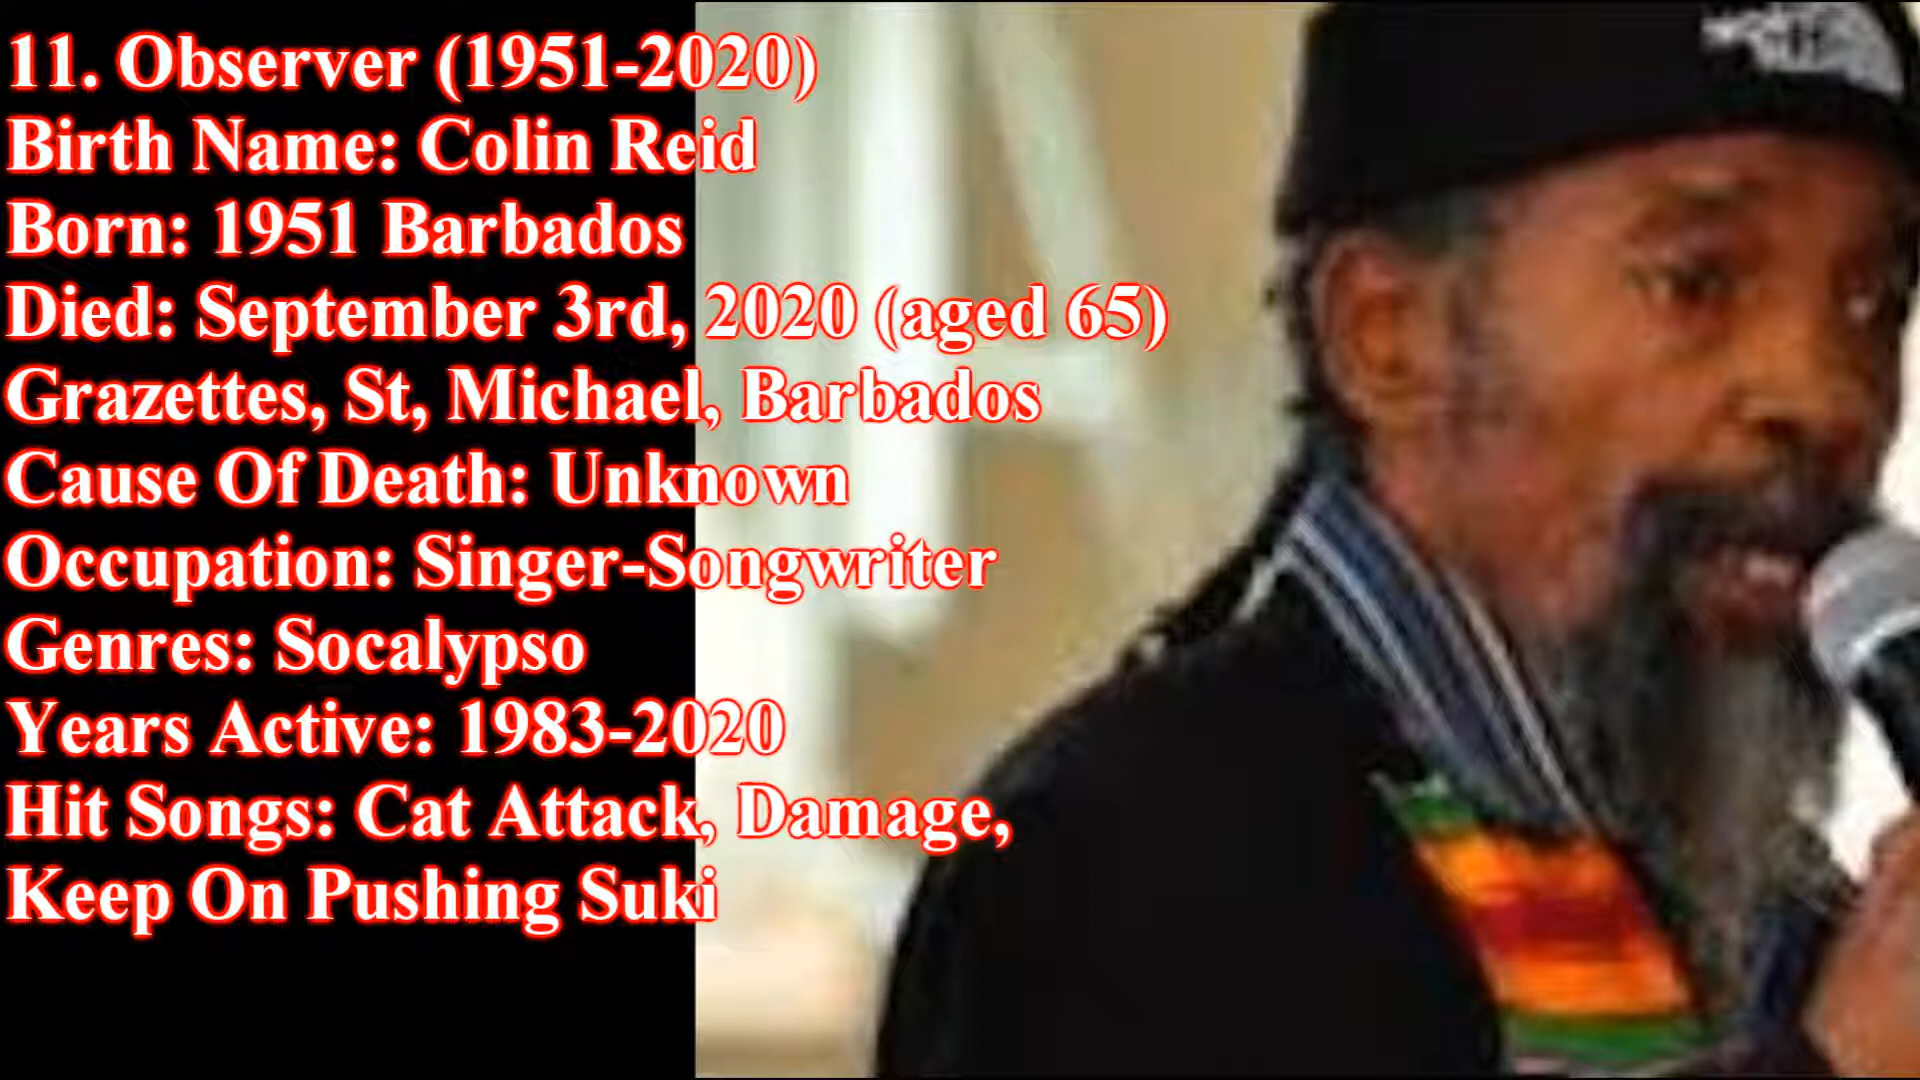 11. Observer (1951-2020)
Birth Name: Colin Reid
Born: 1951 Barbados
Died: September 3rd, 2020 (aged 65)
Grazettes, St, Michael, Barbados
Cause Of Death: Unknown
Occupation: Singer-Songwriter
Genres: Socalypso
Years Active: 1983-2020
Hit Songs: Cat Attack, Damage,
Keep On Pushing Suki